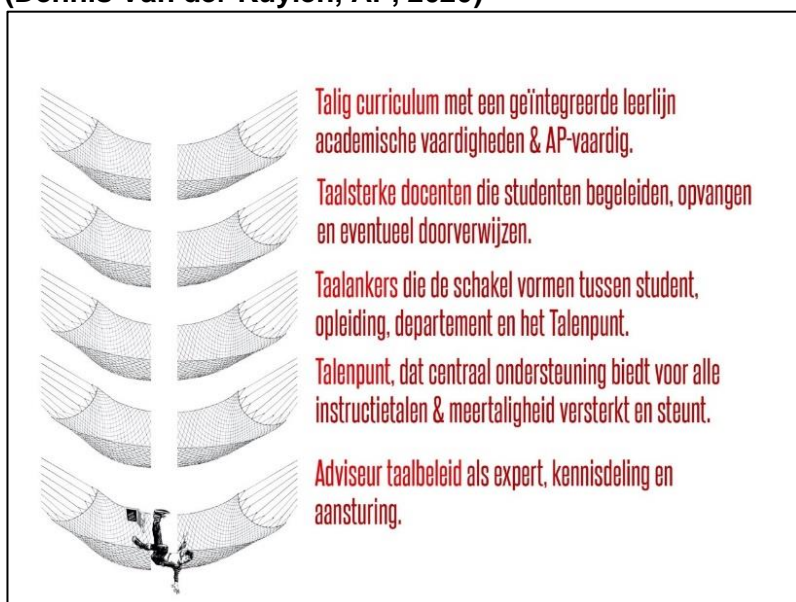 Talig curriculum met een geïntegreerde leerlijn
academische vaardigheden & AP-vaardig.
Taalsterke docenten die studenten begeleiden, opvangen
en eventueel doorverwijzen.
Taalankers die de schakel vormen tussen student,
opleiding, departement en het Talenpunt.
Talenpunt, dat centraal ondersteuning biedt voor alle
instructietalen & meertaligheid versterkt en steunt.
Adviseur taalbeleid als expert, kennisdeling en
aansturing.